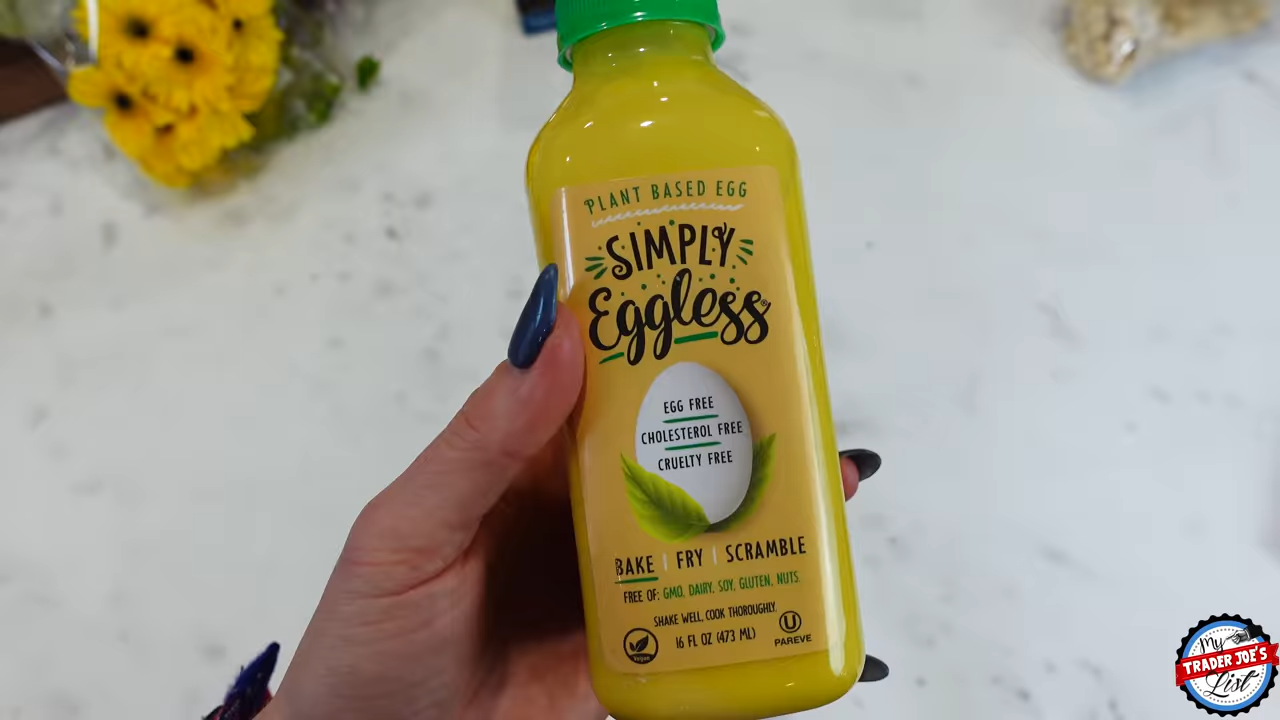 PLANT BASED EGG
SIMPLY
Eggless®
EGG FREE
CHOLESTEROL FREE
CRUELTY FREE
BAKE | FRY | SCRAMBLE
FREE OF: GMO, DAIRY, SOY, GLUTEN, NUTS.
SHAKE WELL, COOK THOROUGHLY.
16 FL OZ (473 ML)
Vegan
U
PAREVE
My
TRADER JOE'S
List